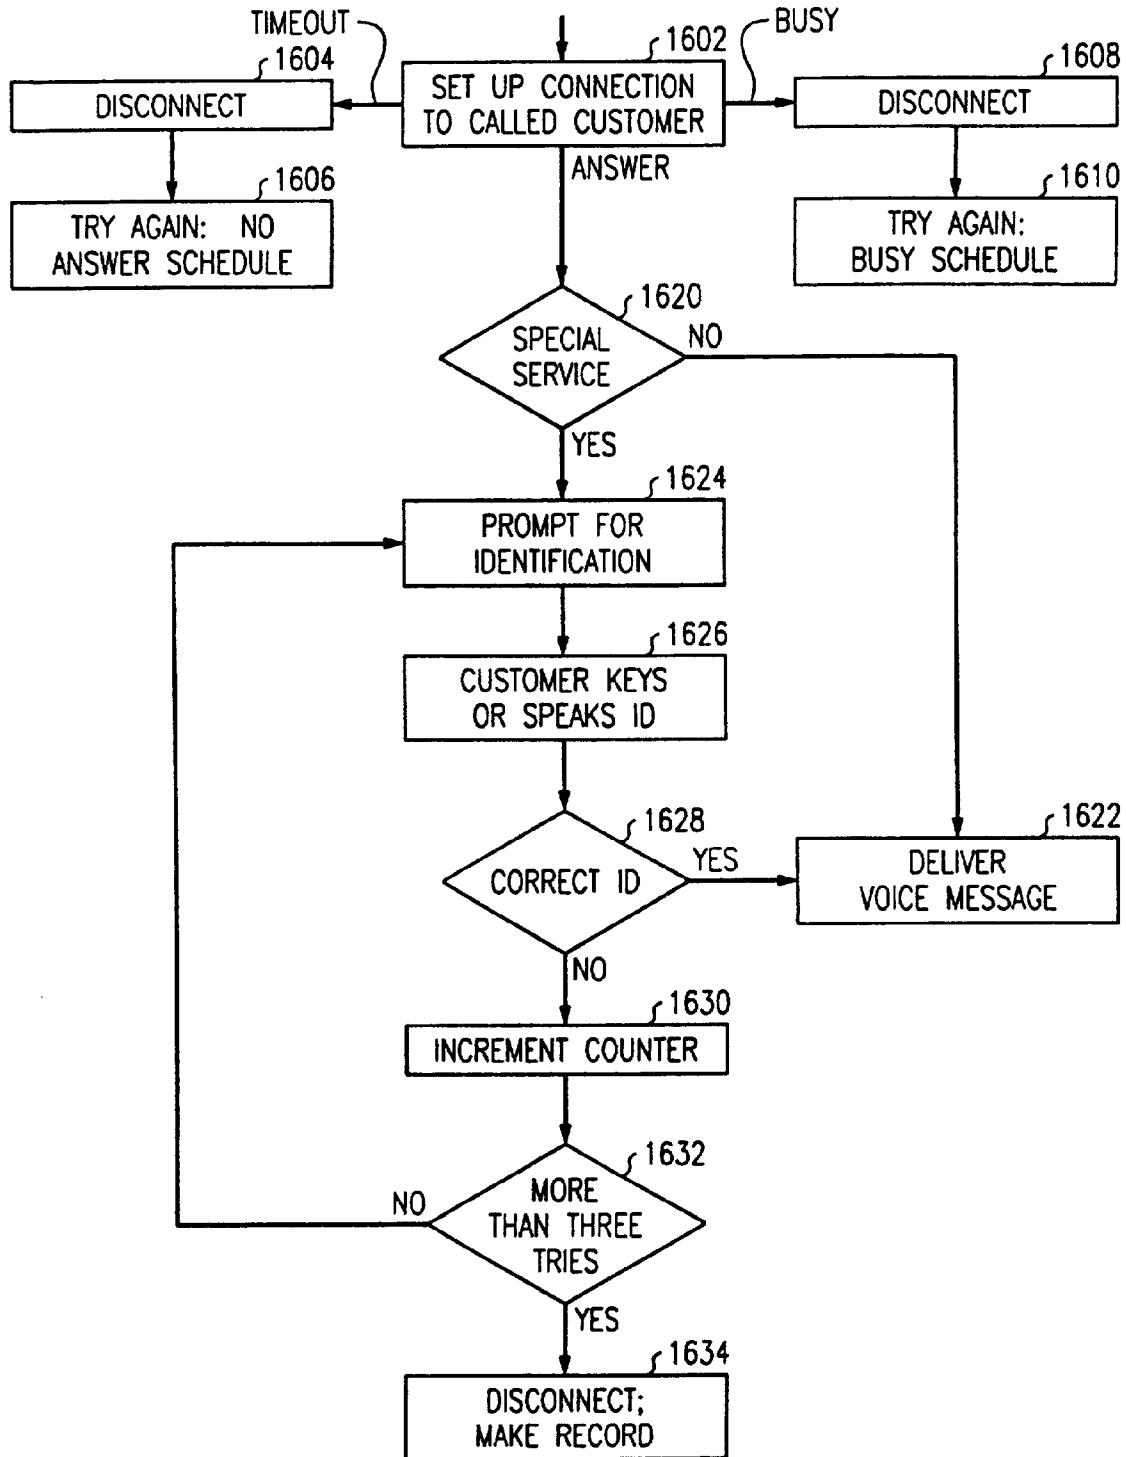 TIMEOUT
1602
BUSY
1604
DISCONNECT
SET UP CONNECTION
TO CALLED CUSTOMER
1608
DISCONNECT
ANSWER
1606
TRY AGAIN: NO
ANSWER SCHEDULE
1610
TRY AGAIN:
BUSY SCHEDULE
1620
SPECIAL
SERVICE
NO
YES
1624
PROMPT FOR
IDENTIFICATION
1626
CUSTOMER KEYS
OR SPEAKS ID
1628
CORRECT ID
YES
1622
DELIVER
VOICE MESSAGE
NO
1630
INCREMENT COUNTER
1632
MORE
THAN THREE
TRIES
NO
YES
1634
DISCONNECT;
MAKE RECORD